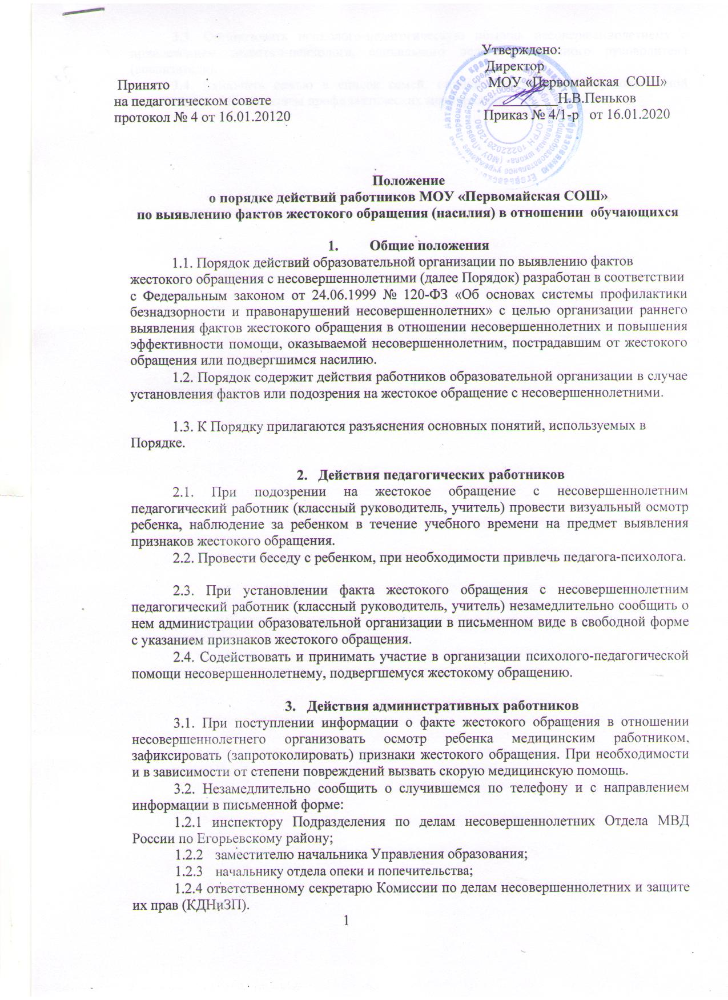 Утверждено:
Директор
Принято
МОУ «Первомайская СОШ»
на педагогическом совете
_________Н.В.Пеньков
протокол № 4 от 16.01.20120
Приказ № 4/1-р от 16.01.2020
Положение
о порядке действий работников МОУ «Первомайская СОШ»
по выявлению фактов жестокого обращения (насилия) в отношении обучающихся
1. Общие положения
1.1. Порядок действий образовательной организации по выявлению фактов
жестокого обращения с несовершеннолетними (далее Порядок) разработан в соответствии
с Федеральным законом от 24.06.1999 № 120-ФЗ «Об основах системы профилактики
безнадзорности и правонарушений несовершеннолетних» с целью организации раннего
выявления фактов жестокого обращения в отношении несовершеннолетних и повышения
эффективности помощи, оказываемой несовершеннолетним, пострадавшим от жестокого
обращения или подвергшимся насилию.
1.2. Порядок содержит действия работников образовательной организации в случае
установления фактов или подозрения на жестокое обращение с несовершеннолетними.
1.3. К Порядку прилагаются разъяснения основных понятий, используемых в
Порядке.
2. Действия педагогических работников
2.1. При подозрении на жестокое обращение с несовершеннолетним
педагогический работник (классный руководитель, учитель) провести визуальный осмотр
ребенка, наблюдение за ребенком в течение учебного времени на предмет выявления
признаков жестокого обращения.
2.2. Провести беседу с ребенком, при необходимости привлечь педагога-психолога.
2.3. При установлении факта жестокого обращения с несовершеннолетним
педагогический работник (классный руководитель, учитель) незамедлительно сообщить о
нем администрации образовательной организации в письменном виде в свободной форме
с указанием признаков жестокого обращения.
2.4. Содействовать и принимать участие в организации психолого-педагогической
помощи несовершеннолетнему, подвергшемуся жестокому обращению.
3. Действия административных работников
3.1. При поступлении информации о факте жестокого обращения в отношении
несовершеннолетнего организовать осмотр ребенка медицинским работником,
зафиксировать (запротоколировать) признаки жестокого обращения. При необходимости
и в зависимости от степени повреждений вызвать скорую медицинскую помощь.
3.2. Незамедлительно сообщить о случившемся по телефону и с направлением
информации в письменной форме:
1.2.1 инспектору Подразделения по делам несовершеннолетних Отдела МВД
России по Егорьевскому району;
1.2.2 заместителю начальника Управления образования;
1.2.3 начальнику отдела опеки и попечительства;
1.2.4 ответственному секретарю Комиссии по делам несовершеннолетних и защите
их прав (КДНиЗП).
1